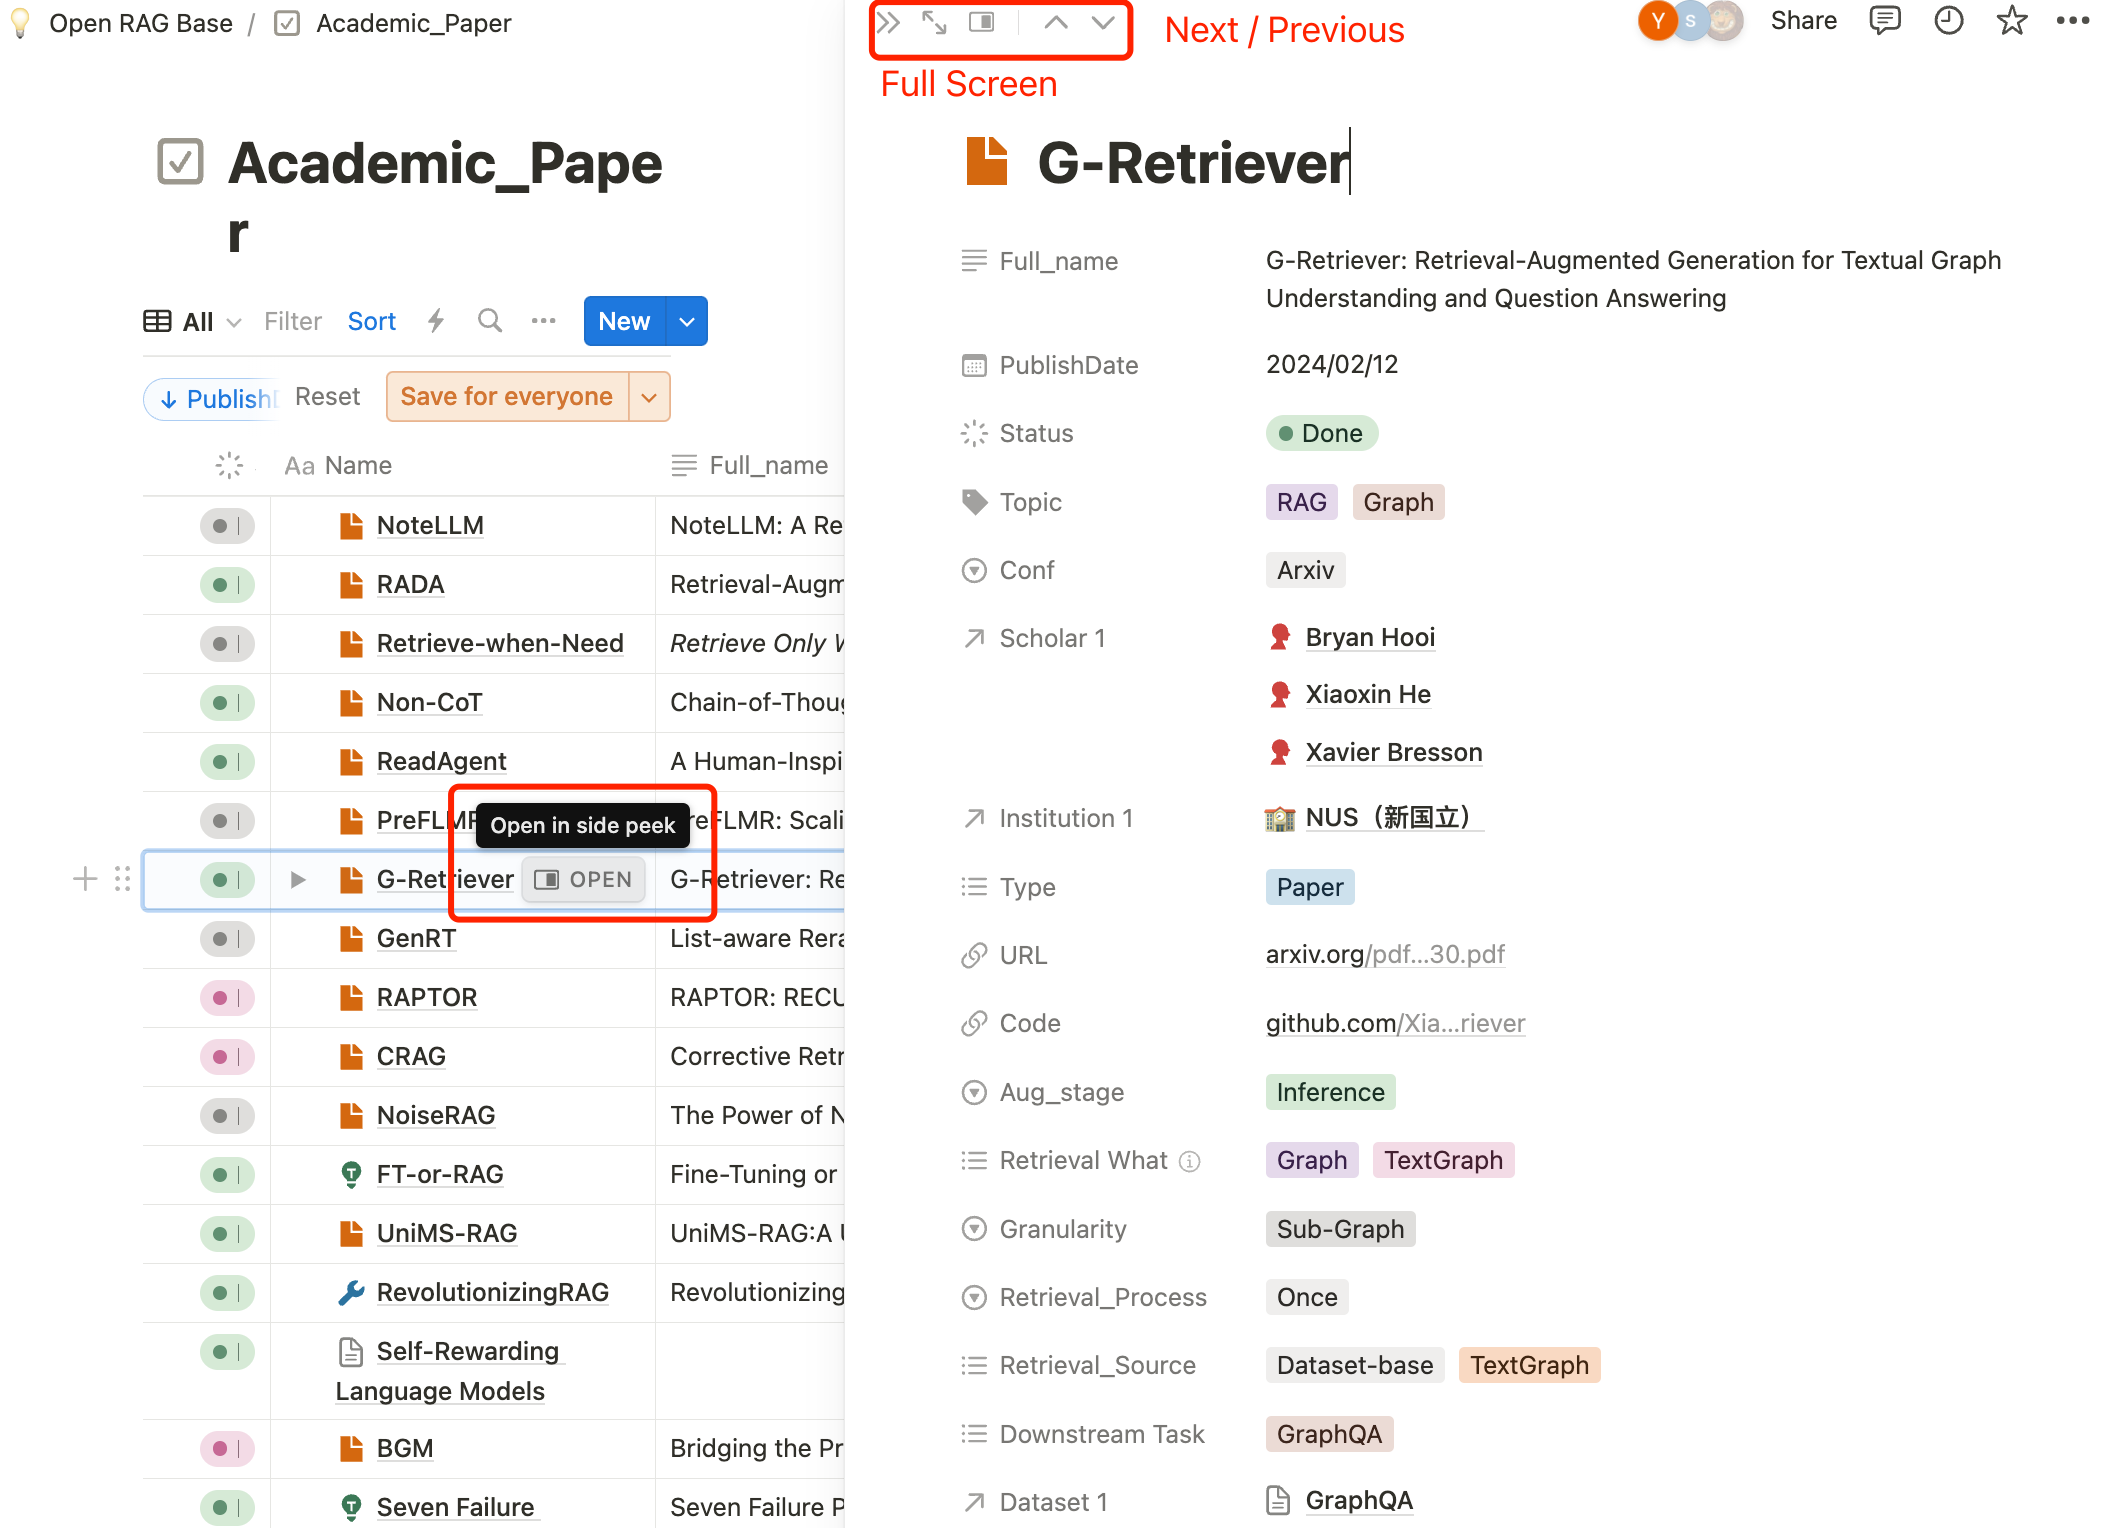 Open RAG Base / Academic_Paper
Next / Previous
Y S Share
Full Screen
Academic_Pape
r
All Filter Sort New
PublishD Reset Save for everyone
Aa Name Full_name
NoteLLM NoteLLM: A Re
RADA Retrieval-Augm
Retrieve-when-Need Retrieve Only W
Non-CoT Chain-of-Thoug
ReadAgent A Human-Inspi
PreFLMR reFLMR: Scali
Open in side peek
G-Retriever OPEN G-Retriever: Re
GenRT List-aware Rera
RAPTOR RAPTOR: RECU
CRAG Corrective Retr
NoiseRAG The Power of N
FT-or-RAG Fine-Tuning or
UniMS-RAG UniMS-RAG:A U
RevolutionizingRAG Revolutionizing
Self-Rewarding
Language Models
BGM Bridging the Pr
Seven Failure Seven Failure P
G-Retriever
Full_name G-Retriever: Retrieval-Augmented Generation for Textual Graph
Understanding and Question Answering
PublishDate 2024/02/12
Status Done
Topic RAG Graph
Conf Arxiv
Scholar 1 Bryan Hooi
Xiaoxin He
Xavier Bresson
Institution 1 NUS（新国立）
Type Paper
URL arxiv.org/pdf...30.pdf
Code github.com/Xia...riever
Aug_stage Inference
Retrieval What Graph TextGraph
Granularity Sub-Graph
Retrieval_Process Once
Retrieval_Source Dataset-base TextGraph
Downstream Task GraphQA
Dataset 1 GraphQA